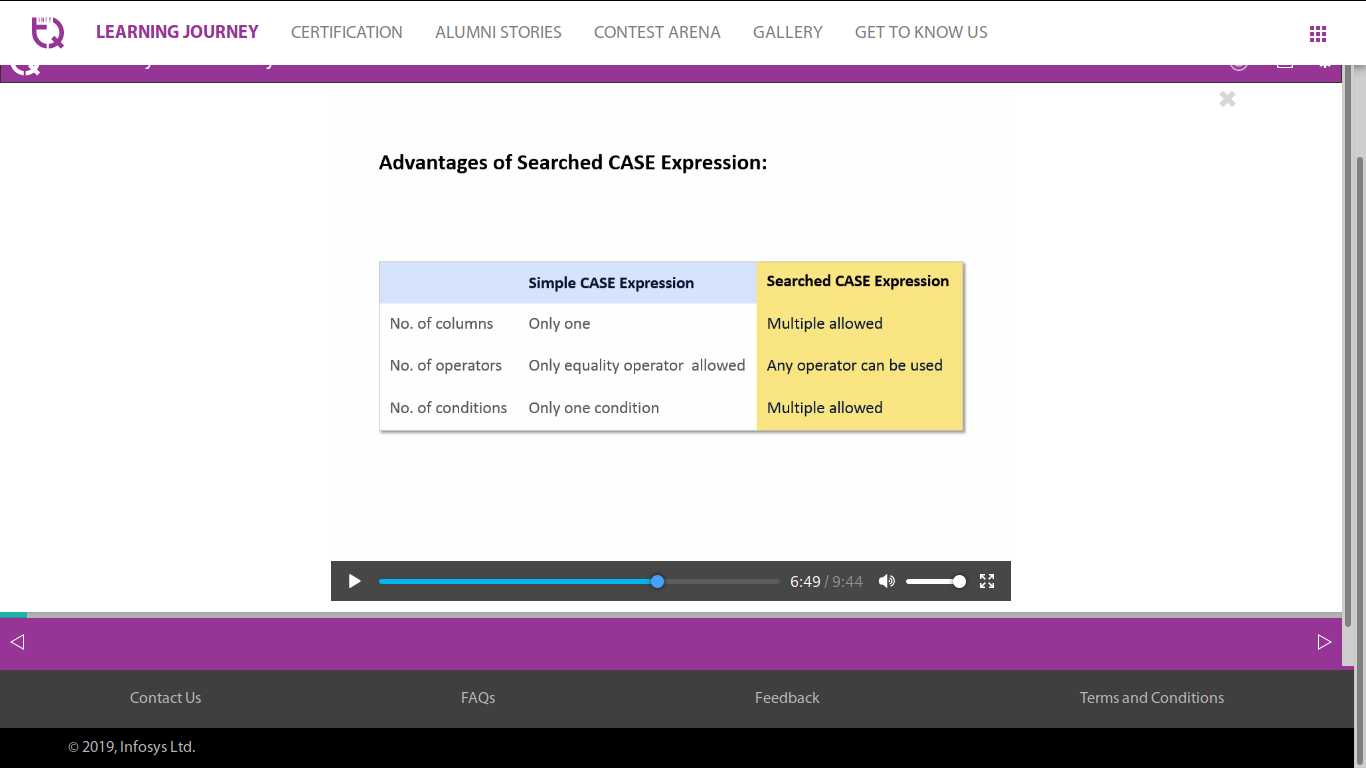 INFY
TQ
LEARNING JOURNEY CERTIFICATION ALUMNI STORIES CONTEST ARENA GALLERY GET TO KNOW US
Advantages of Searched CASE Expression:
Simple CASE Expression Searched CASE Expression
No. of columns Only one Multiple allowed
No. of operators Only equality operator allowed Any operator can be used
No. of conditions Only one condition Multiple allowed
6:49 / 9:44
Contact Us FAQs Feedback Terms and Conditions
© 2019, Infosys Ltd.